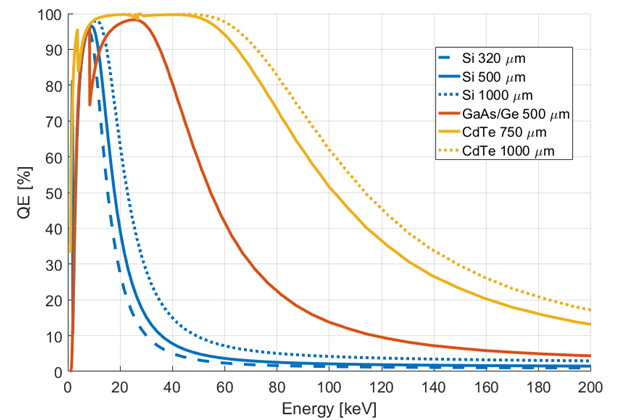 100
90
80
70
60
50
40
30
20
10
0
QE [%]
Si 320 μm
Si 500 μm
Si 1000 μm
GaAs/Ge 500 μm
CdTe 750 μm
CdTe 1000 μm
0 20 40 60 80 100 120 140 160 180 200
Energy [keV]